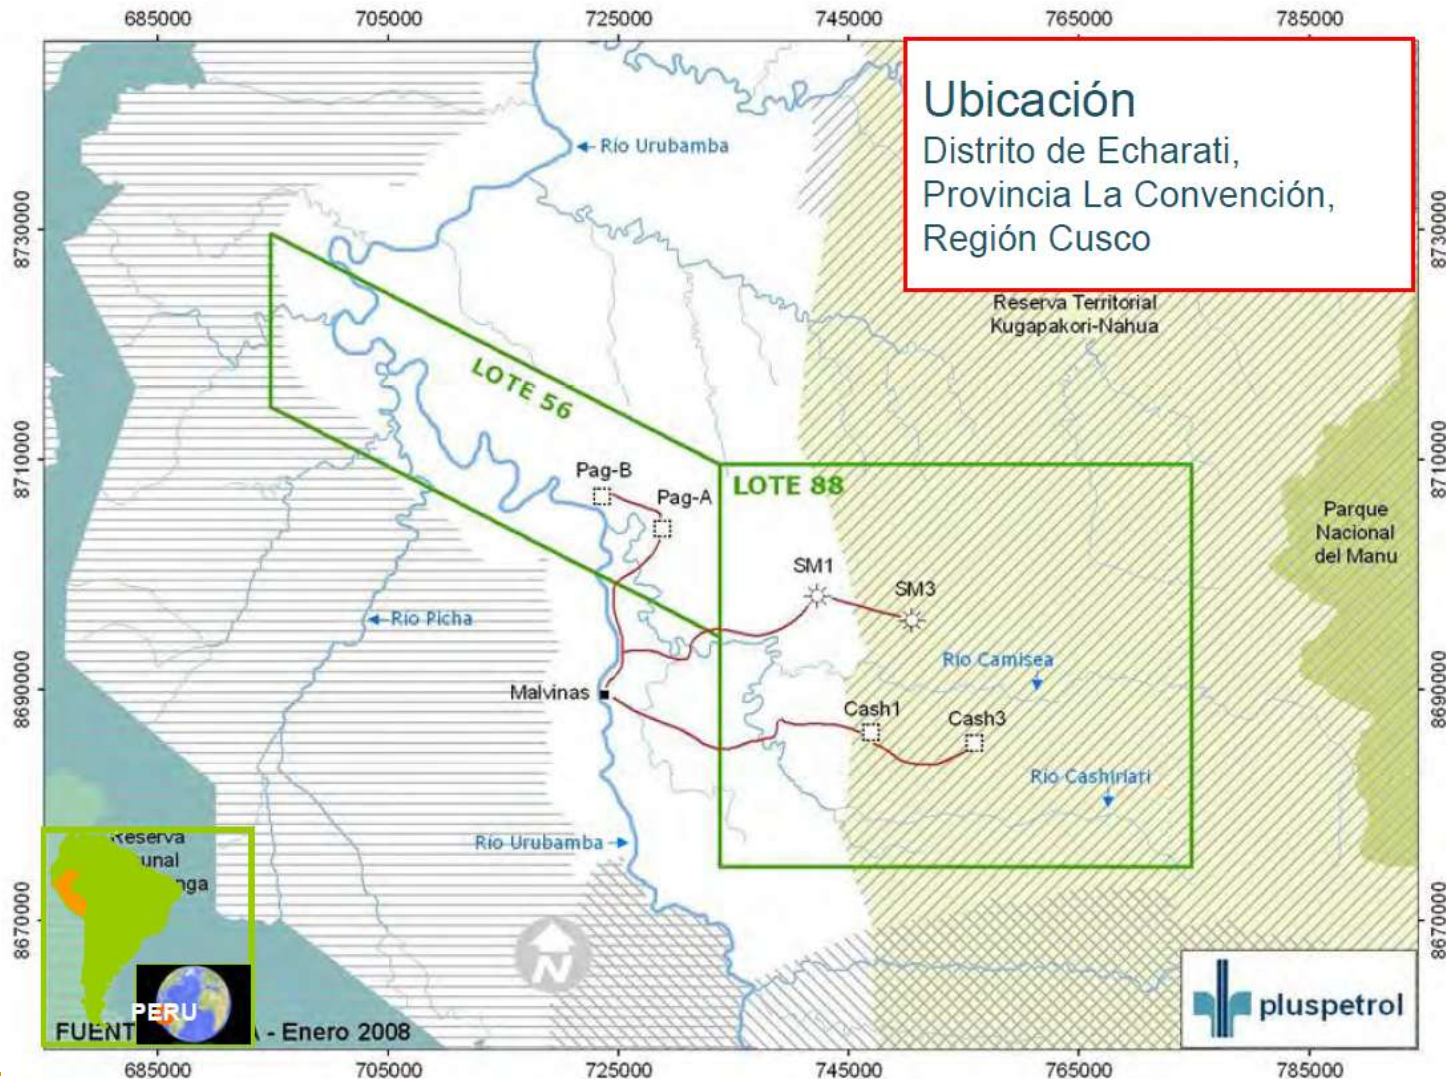 685000
705000
725000
745000
765000
785000
Ubicación
Distrito de Echarati,
Provincia La Convención,
Región Cusco
Río Urubamba
8730000
8730000
Reserva Territorial
Kugapakori-Nahua
LOTE 56
8710000
8710000
Pag-B
Pag-A
LOTE 88
Parque
Nacional
del Manu
SM1
SM3
Río Picha
Río Camisea
8690000
8690000
Malvinas
Cash1
Cash3
Río Cashiriari
Río Urubamba
Reserva
8670000
8670000
N
PERU
- Enero 2008
pluspetrol
685000
705000
725000
745000
765000
785000